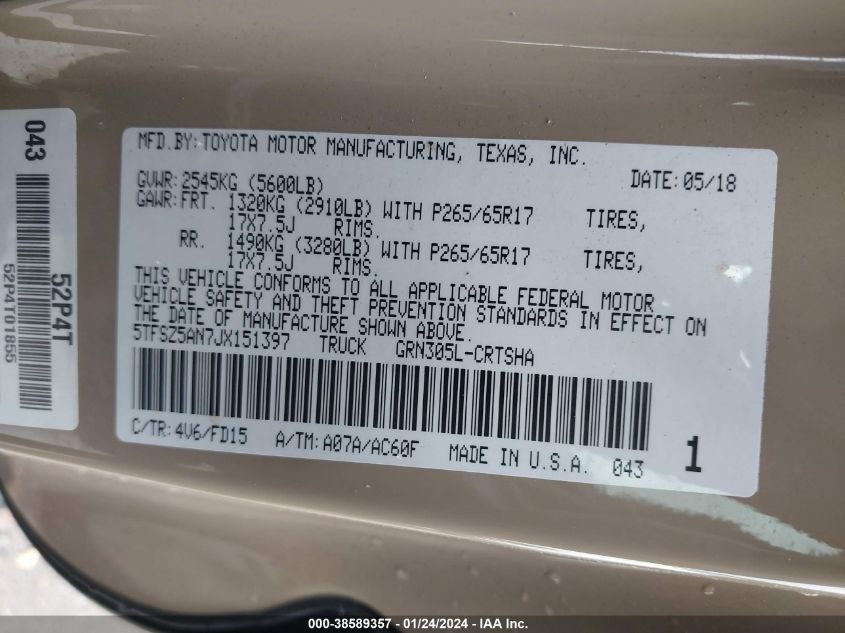 043
52P4T
52P4T01855
MFD.BY:TOYOTA MOTOR MANUFACTURING, TEXAS, INC.
DATE:05/18
GVWR:2545KG (5600LB)
GAWR:FRT. 1320KG (2910LB) WITH P265/65R17 TIRES,
17X7.5J RIMS.
RR. 1490KG (3280LB) WITH P265/65R17 TIRES,
17X7.5J RIMS.
THIS VEHICLE CONFORMS TO ALL APPLICABLE FEDERAL MOTOR
VEHICLE SAFETY AND THEFT PREVENTION STANDARDS IN EFFECT ON
THE DATE OF MANUFACTURE SHOWN ABOVE.
5TFSZ5AN7JX151397 TRUCK GRN305L-CRTSHA
C/TR:4V6/FD15 A/TM:A07A/AC60F MADE IN U.S.A. 043 1
000-38589357 - 01/24/2024 - IAA Inc.